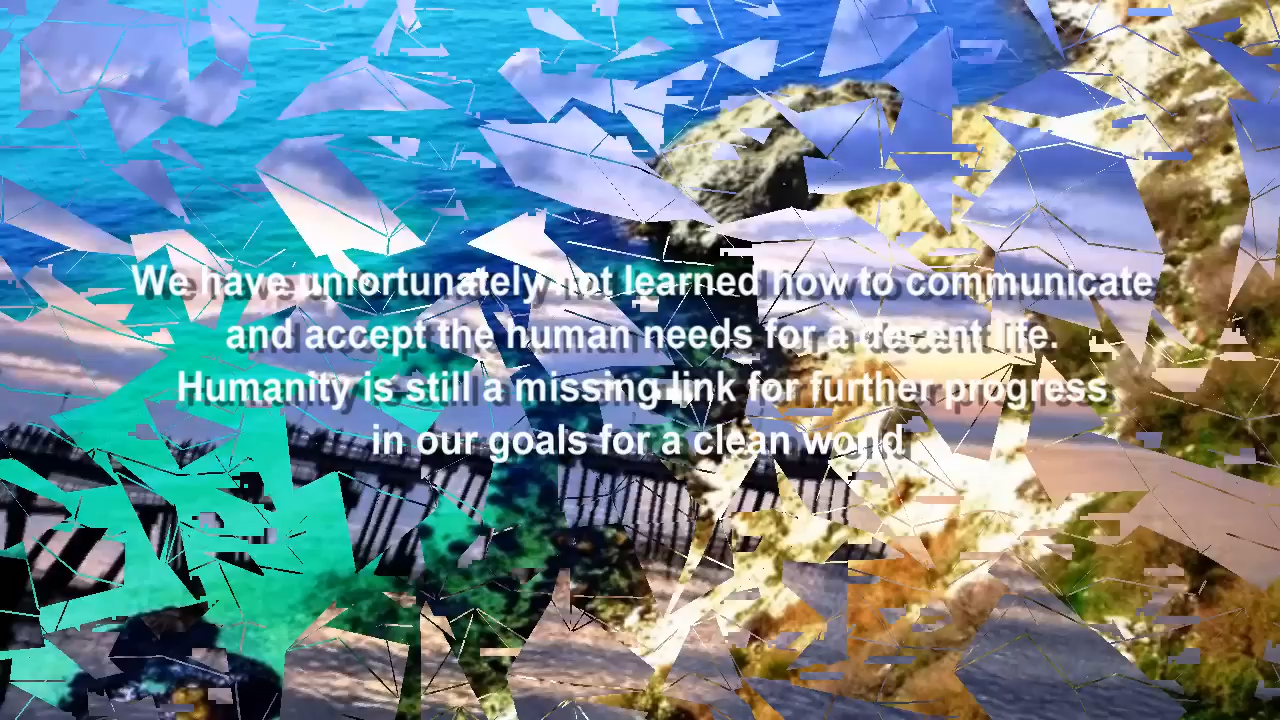 We have unfortunately not learned how to communicate
and accept the human needs for a decent life.
Humanity is still a missing link for further progress
in our goals for a clean world